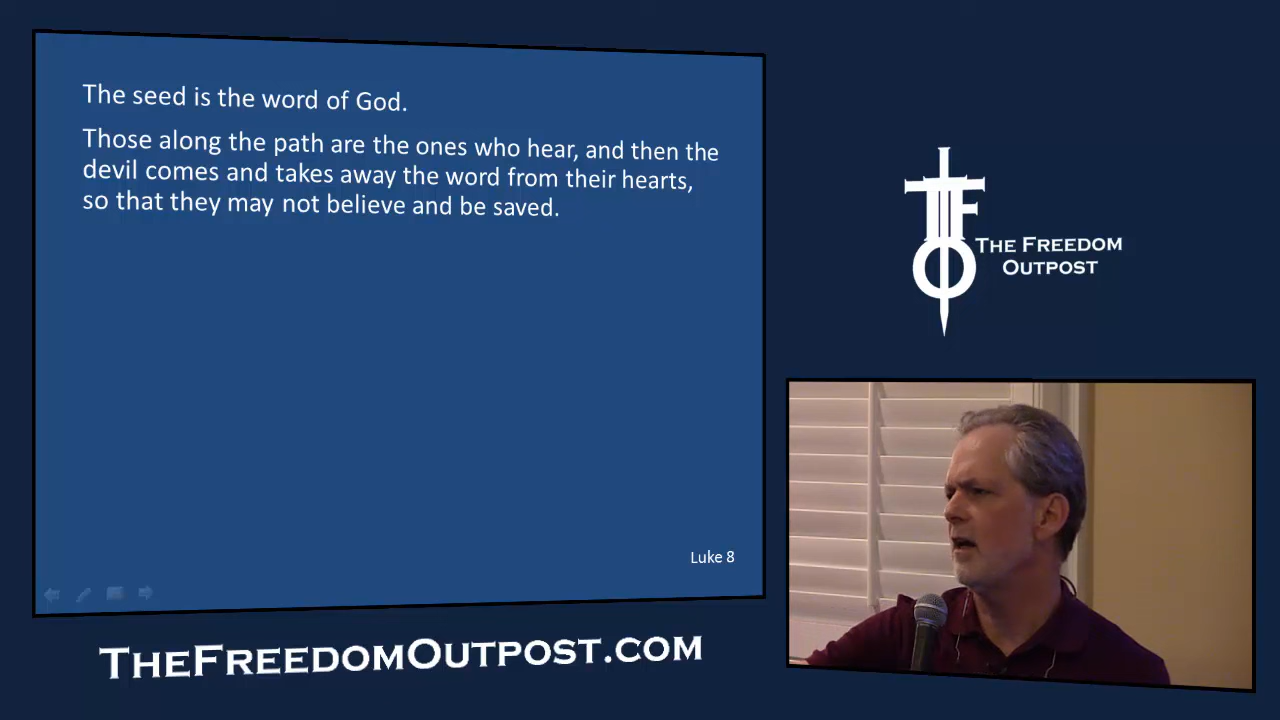 The seed is the word of God.
Those along the path are the ones who hear, and then the
devil comes and takes away the word from their hearts,
so that they may not believe and be saved.
Luke 8
THEFREEDOMOUTPOST.COM
TF
THE FREEDOM
OUTPOST